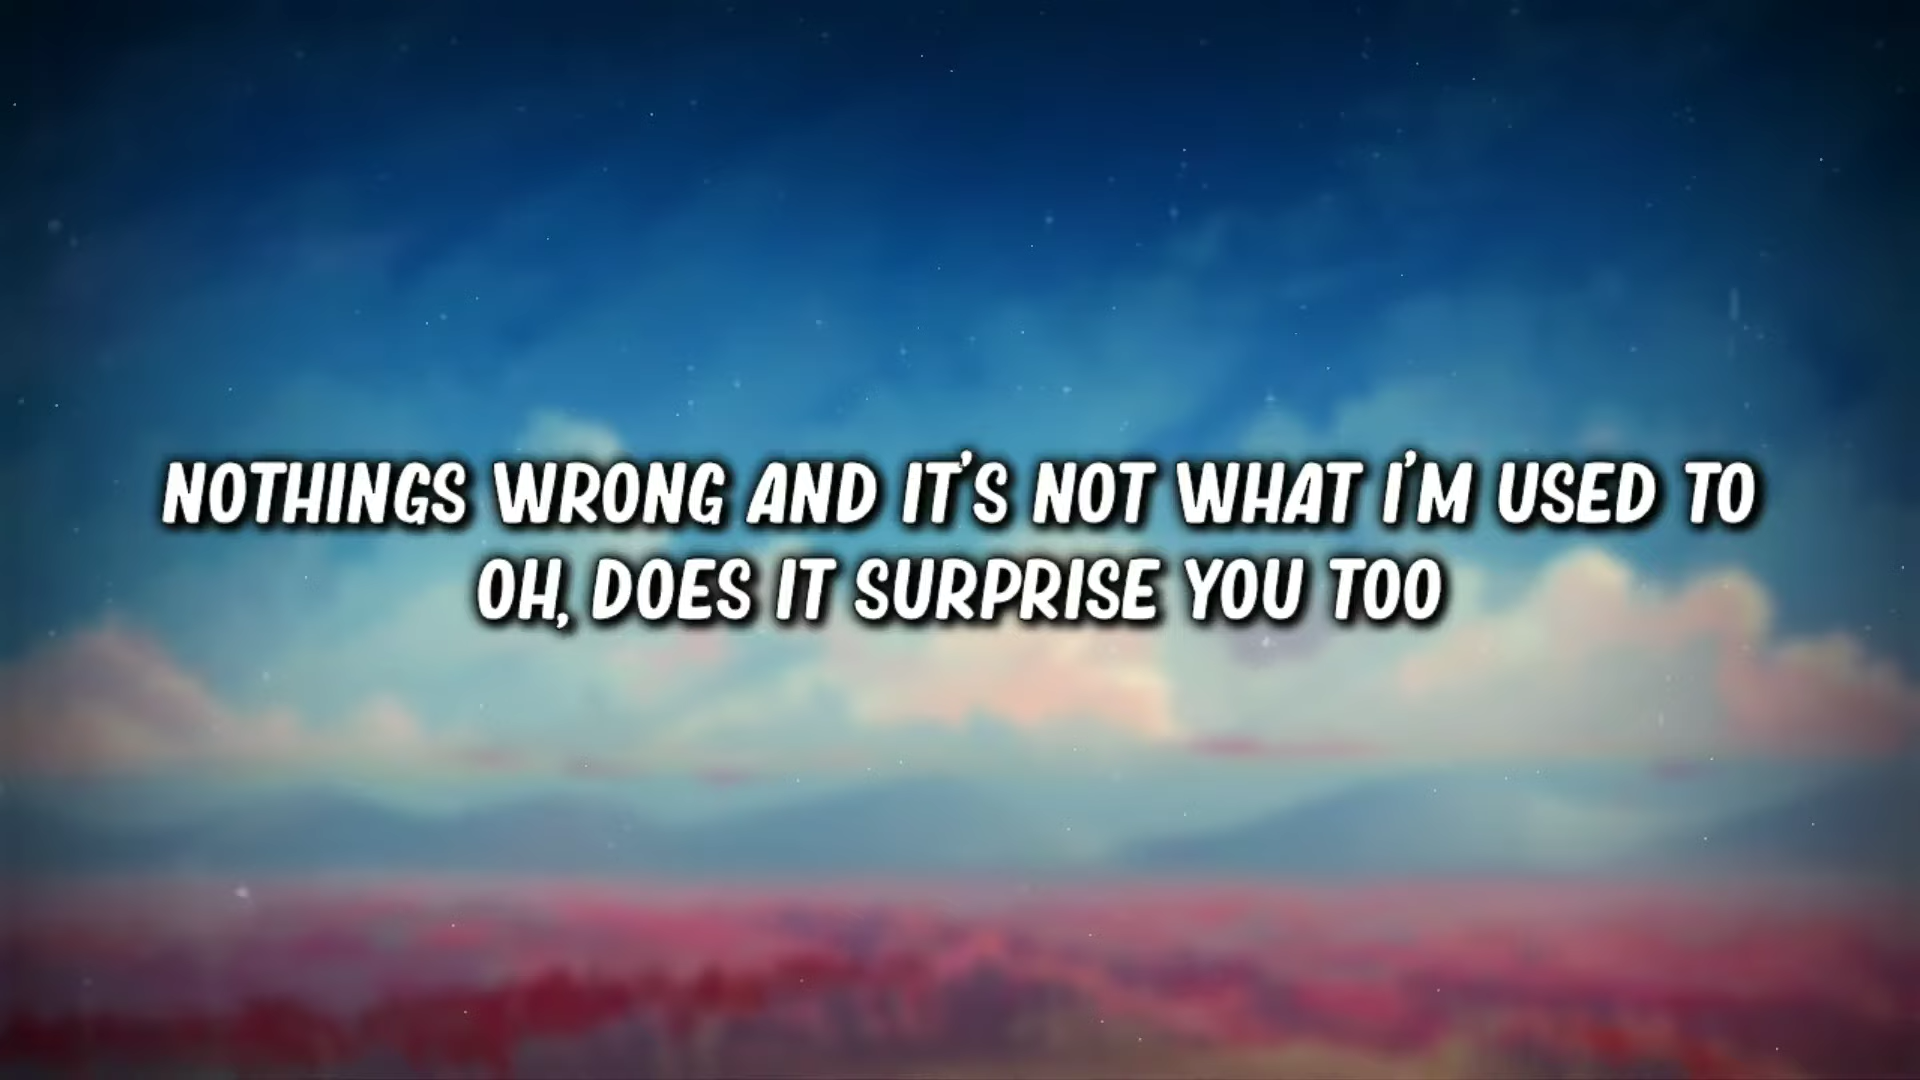 NOTHINGS WRONG AND IT'S NOT WHAT I'M USED TO
OH, DOES IT SURPRISE YOU TOO